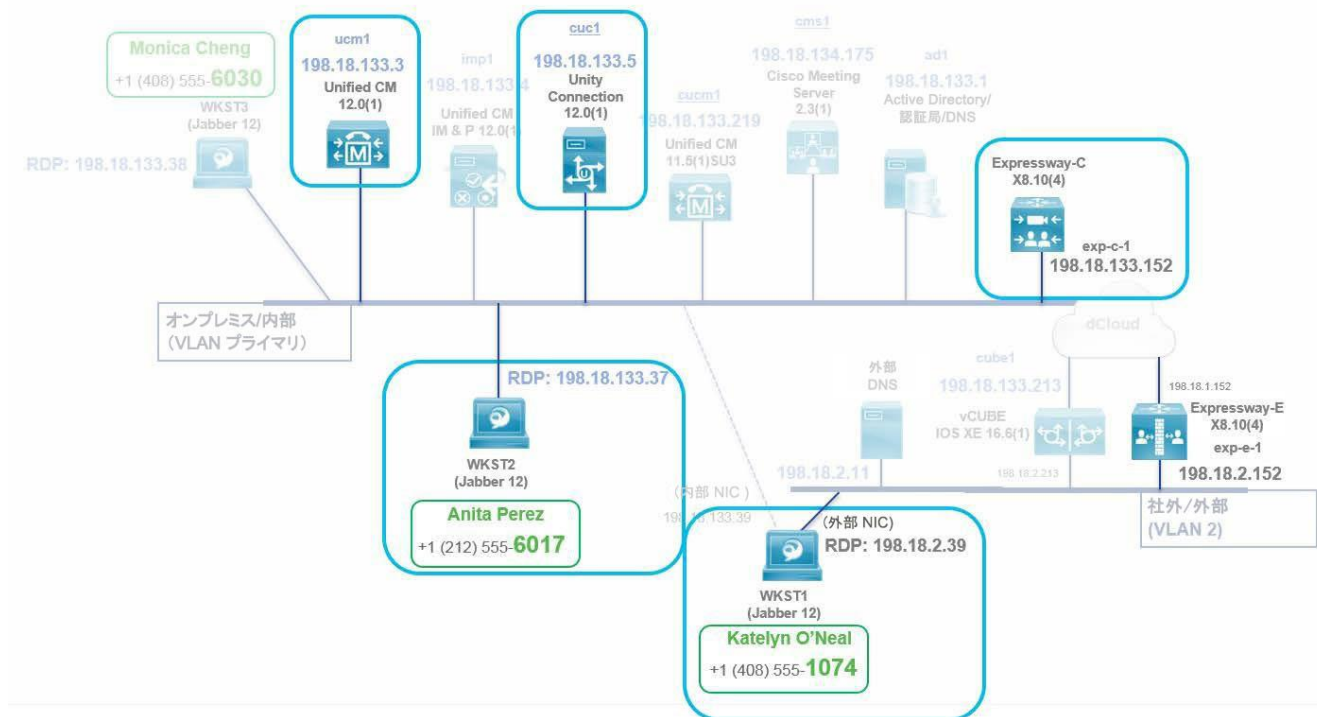 Monica Cheng
+1 (408) 555-6030
WKST3
(Jabber 12)
RDP: 198.18.133.38
ucm1
198.18.133.3
Unified CM
12.0(1)
imp1
198.18.133.4
Unified CM
IM & P 12.0(1)
cuc1
198.18.133.5
Unity
Connection
12.0(1)
cucm1
198.18.133.219
Unified CM
11.5(1)SU3
cms1
198.18.134.175
Cisco Meeting
Server
2.3(1)
ad1
198.18.133.1
Active Directory/
認証局/DNS
Expressway-C
X8.10(4)
exp-c-1
198.18.133.152
オンプレミス/内部
(VLAN プライマリ)
dCloud
RDP: 198.18.133.37
WKST2
(Jabber 12)
Anita Perez
+1 (212) 555-6017
外部
DNS
198.18.2.11
cube1
198.18.133.213
vCUBE
IOS XE 16.6(1)
198.18.2.213
198.18.1.152
Expressway-E
X8.10(4)
exp-e-1
198.18.2.152
社外/外部
(VLAN 2)
(内部 NIC )
198.18.133.39
(外部 NIC)
RDP: 198.18.2.39
WKST1
(Jabber 12)
Katelyn O'Neal
+1 (408) 555-1074